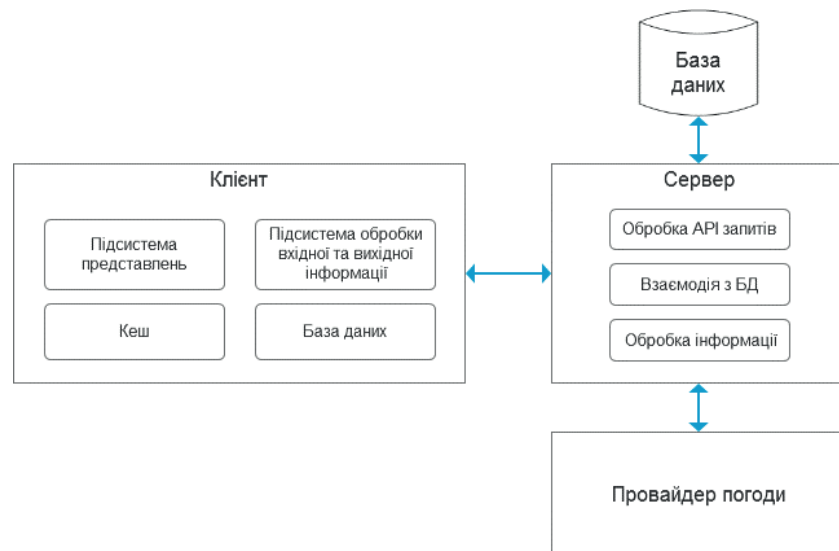 База
даних
Клієнт
Підсистема
представлень
Підсистема обробки
вхідної та вихідної
інформації
Кеш
База даних
Сервер
Обробка API запитів
Взаємодія з БД
Обробка інформації
Провайдер погоди